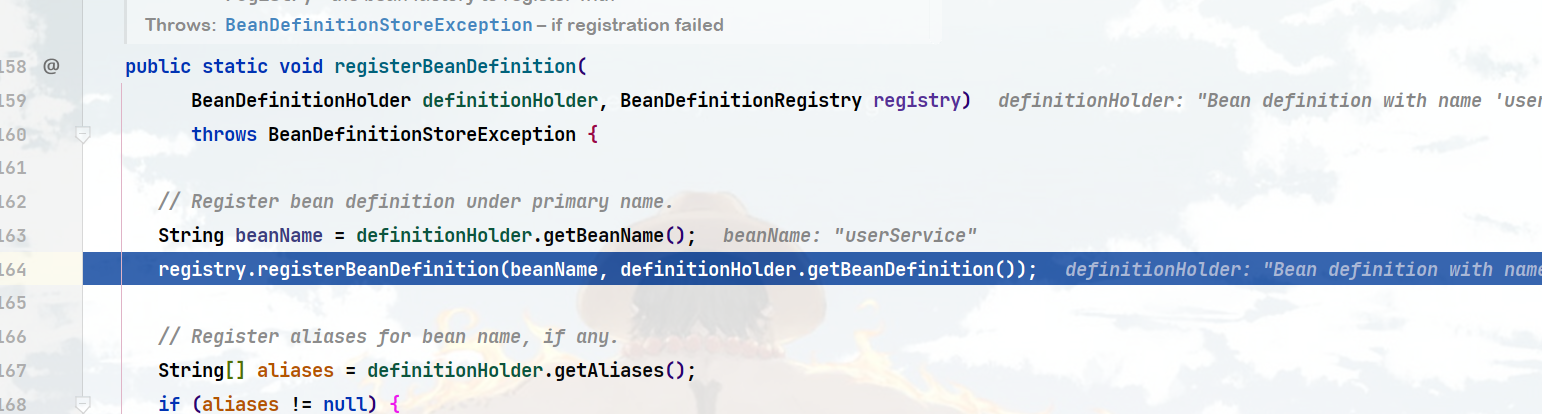 Throws: BeanDefinitionStoreException – if registration failed
158 @ public static void registerBeanDefinition(
159 BeanDefinitionHolder definitionHolder, BeanDefinitionRegistry registry) definitionHolder: "Bean definition with name 'user
160 throws BeanDefinitionStoreException {
161
162 // Register bean definition under primary name.
163 String beanName = definitionHolder.getBeanName(); beanName: "userService"
164 registry.registerBeanDefinition(beanName, definitionHolder.getBeanDefinition()); definitionHolder: "Bean definition with name
165
166 // Register aliases for bean name, if any.
167 String[] aliases = definitionHolder.getAliases();
168 if (aliases != null) {